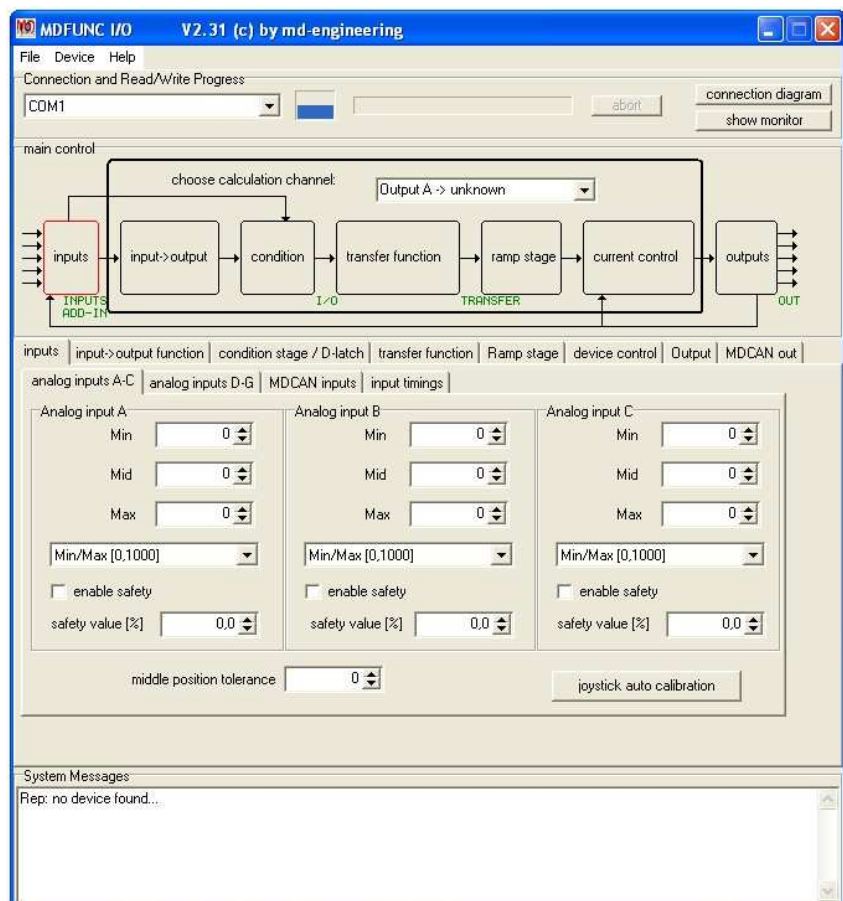 MDFUNC I/O V2.31 (c) by md-engineering
File Device Help
Connection and Read/Write Progress
COM1
abort
connection diagram
show monitor
main control
choose calculation channel:
Output A -> unknown
inputs
input->output
condition
transfer function
ramp stage
current control
outputs
INPUTS
ADD-IN
I/O
TRANSFER
OUT
inputs input->output function condition stage / D-latch transfer function Ramp stage device control Output MDCAN out
analog inputs A-C analog inputs D-G MDCAN inputs input timings
Analog input A
Min 0
Mid 0
Max 0
Min/Max [0,1000]
enable safety
safety value [%] 0,0
Analog input B
Min 0
Mid 0
Max 0
Min/Max [0,1000]
enable safety
safety value [%] 0,0
Analog input C
Min 0
Mid 0
Max 0
Min/Max [0,1000]
enable safety
safety value [%] 0,0
middle position tolerance 0
joystick auto calibration
System Messages
Rep: no device found...